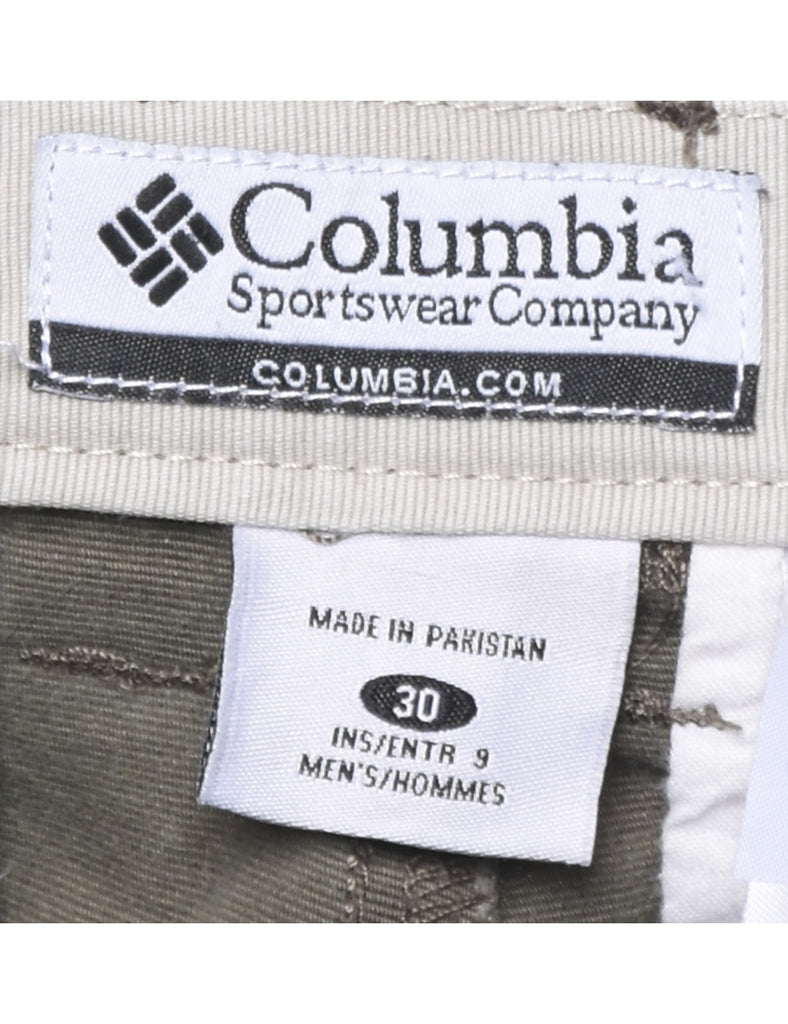 Columbia
Sportswear Company
COLUMBIA.COM
MADE IN PAKISTAN
30
INS/ENTR 9
MEN'S/HOMMES